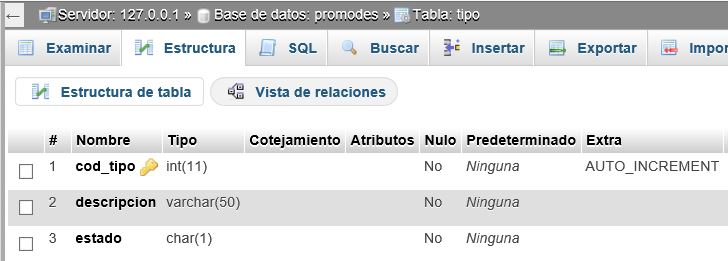 Servidor: 127.0.0.1 » Base de datos: promodes » Tabla: tipo
Examinar Estructura SQL Buscar Insertar Exportar Impor
Estructura de tabla Vista de relaciones
# Nombre Tipo Cotejamiento Atributos Nulo Predeterminado Extra
1 cod_tipo int(11) No Ninguna AUTO_INCREMENT
2 descripcion varchar(50) No Ninguna
3 estado char(1) No Ninguna